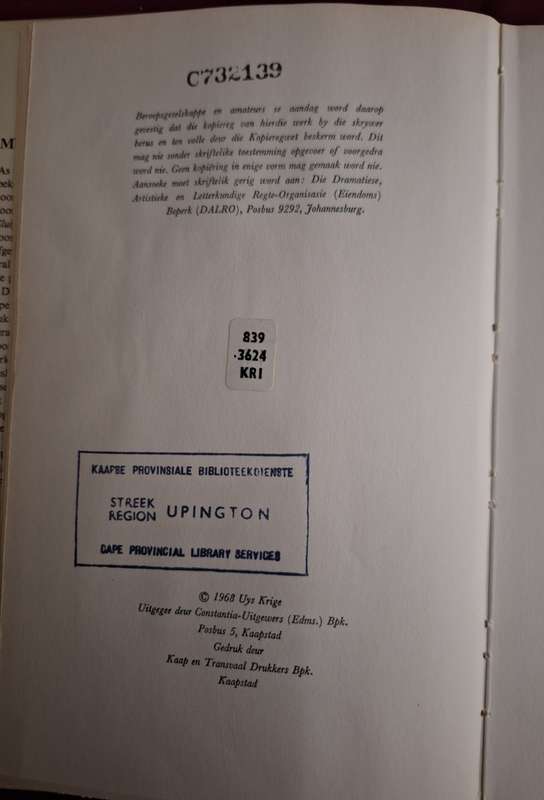 C732139
Beroepsgeselskappe en amateurs se aandag word daarop
gevestig dat die kopiereg van hierdie werk by die skrywer
berus en ten volle deur die Kopieregwet beskerm word. Dit
mag nie sonder skriftelike toestemming opgevoer of voorgedra
word nie. Geen kopiëring in enige vorm mag gemaak word nie.
Aansoeke moet skriftelik gerig word aan: Die Dramatiese,
Artistieke en Letterkundige Regte-Organisasie (Eiendoms)
Beperk (DALRO), Posbus 9292, Johannesburg.
839
.3624
KRI
KAAPSE PROVINSIALE BIBLIOTEEKDIENSTE
STREEK
REGION UPINGTON
CAPE PROVINCIAL LIBRARY SERVICES
© 1968 Uys Krige
Uitgegee deur Constantia-Uitgewers (Edms.) Bpk.
Posbus 5, Kaapstad
Gedruk deur
Kaap en Transvaal Drukkers Bpk.
Kaapstad